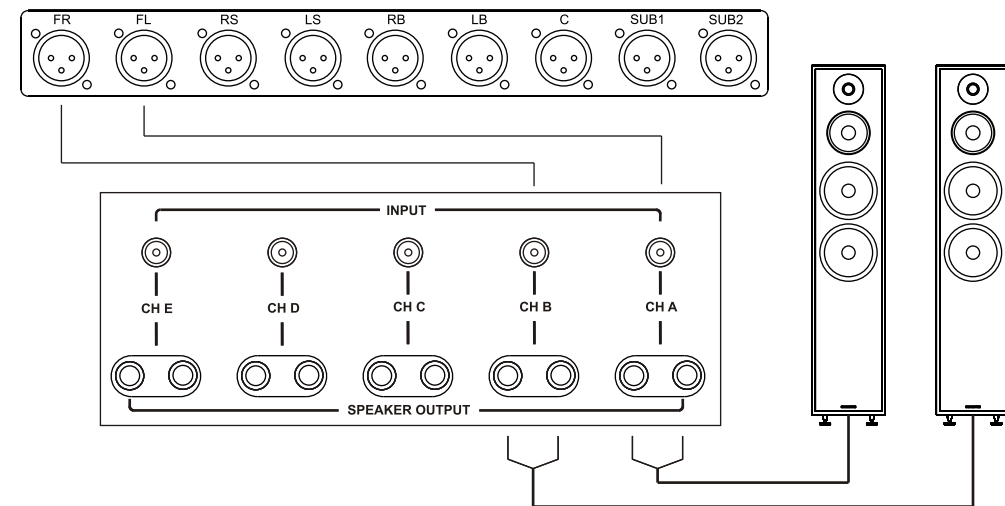 FR FL RS LS RB LB C SUB1 SUB2
INPUT
CH E CH D CH C CH B CH A
SPEAKER OUTPUT